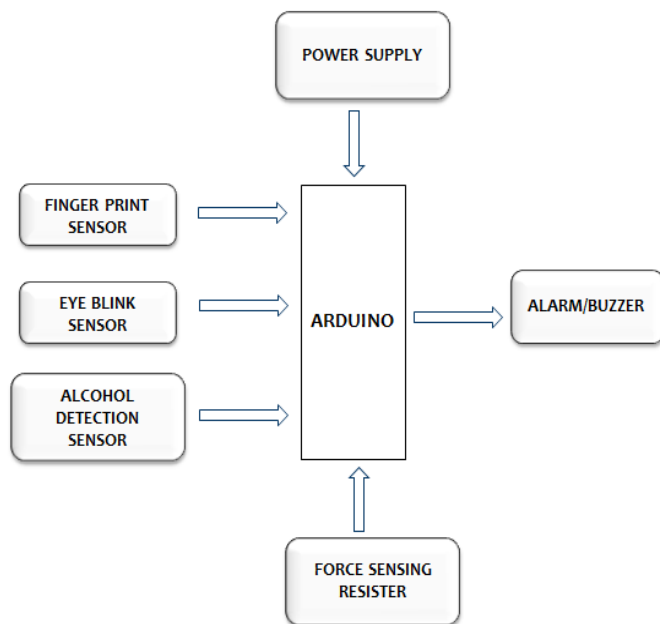 POWER SUPPLY
FINGER PRINT
SENSOR
EYE BLINK
SENSOR
ARDUINO
ALARM/BUZZER
ALCOHOL
DETECTION
SENSOR
FORCE SENSING
RESISTER